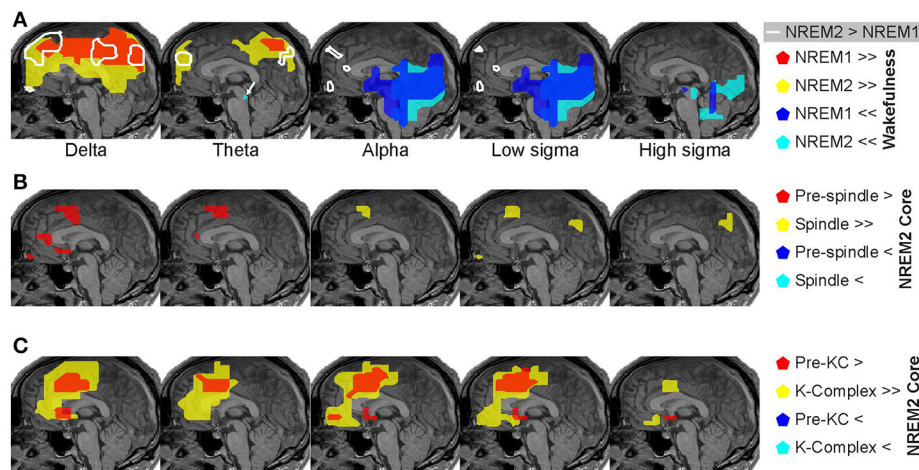 A
NREM2 > NREM1
NREM1 >>
NREM2 >>
NREM1 <<
NREM2 <<
Wakefulness
Delta
Theta
Alpha
Low sigma
High sigma
B
Pre-spindle >
Spindle >>
Pre-spindle <
Spindle <
NREM2 Core
C
Pre-KC >
K-Complex >>
Pre-KC <
K-Complex <
NREM2 Core